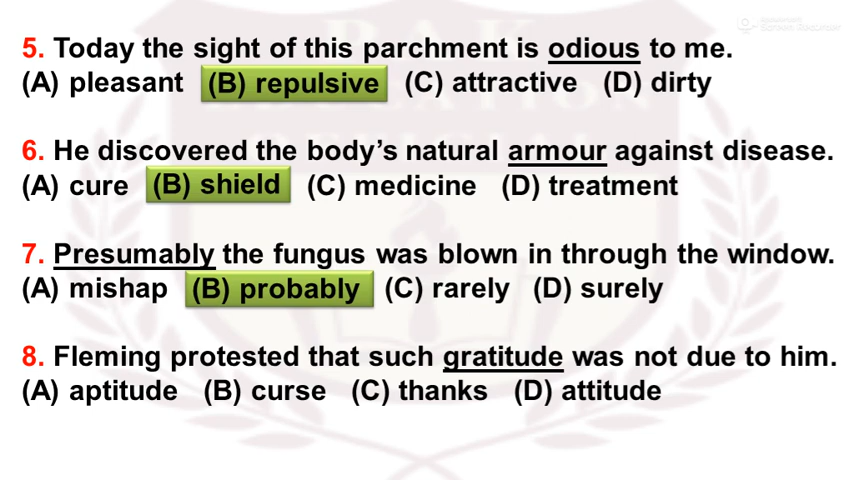 5. Today the sight of this parchment is odious to me.
(A) pleasant (B) repulsive (C) attractive (D) dirty
6. He discovered the body's natural armour against disease.
(A) cure (B) shield (C) medicine (D) treatment
7. Presumably the fungus was blown in through the window.
(A) mishap (B) probably (C) rarely (D) surely
8. Fleming protested that such gratitude was not due to him.
(A) aptitude (B) curse (C) thanks (D) attitude